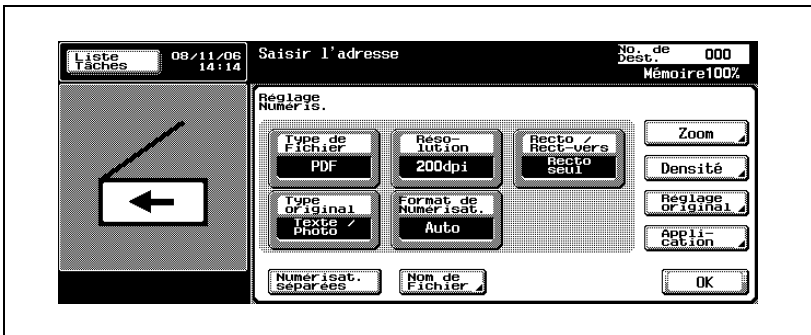 Liste
Tâches
08/11/06
14:14
Saisir l'adresse
No. de
Dest.
000
Mémoire100%
Réglage
Numéris.
Type de
Fichier
PDF
Réso-
lution
200dpi
Recto /
Rect-vers
Recto
seul
Zoom
Densité
Type
original
Texte /
Photo
Format de
Numérisat.
Auto
Réglage
original
Appli-
cation
Numérisat.
séparées
Nom de
Fichier
OK